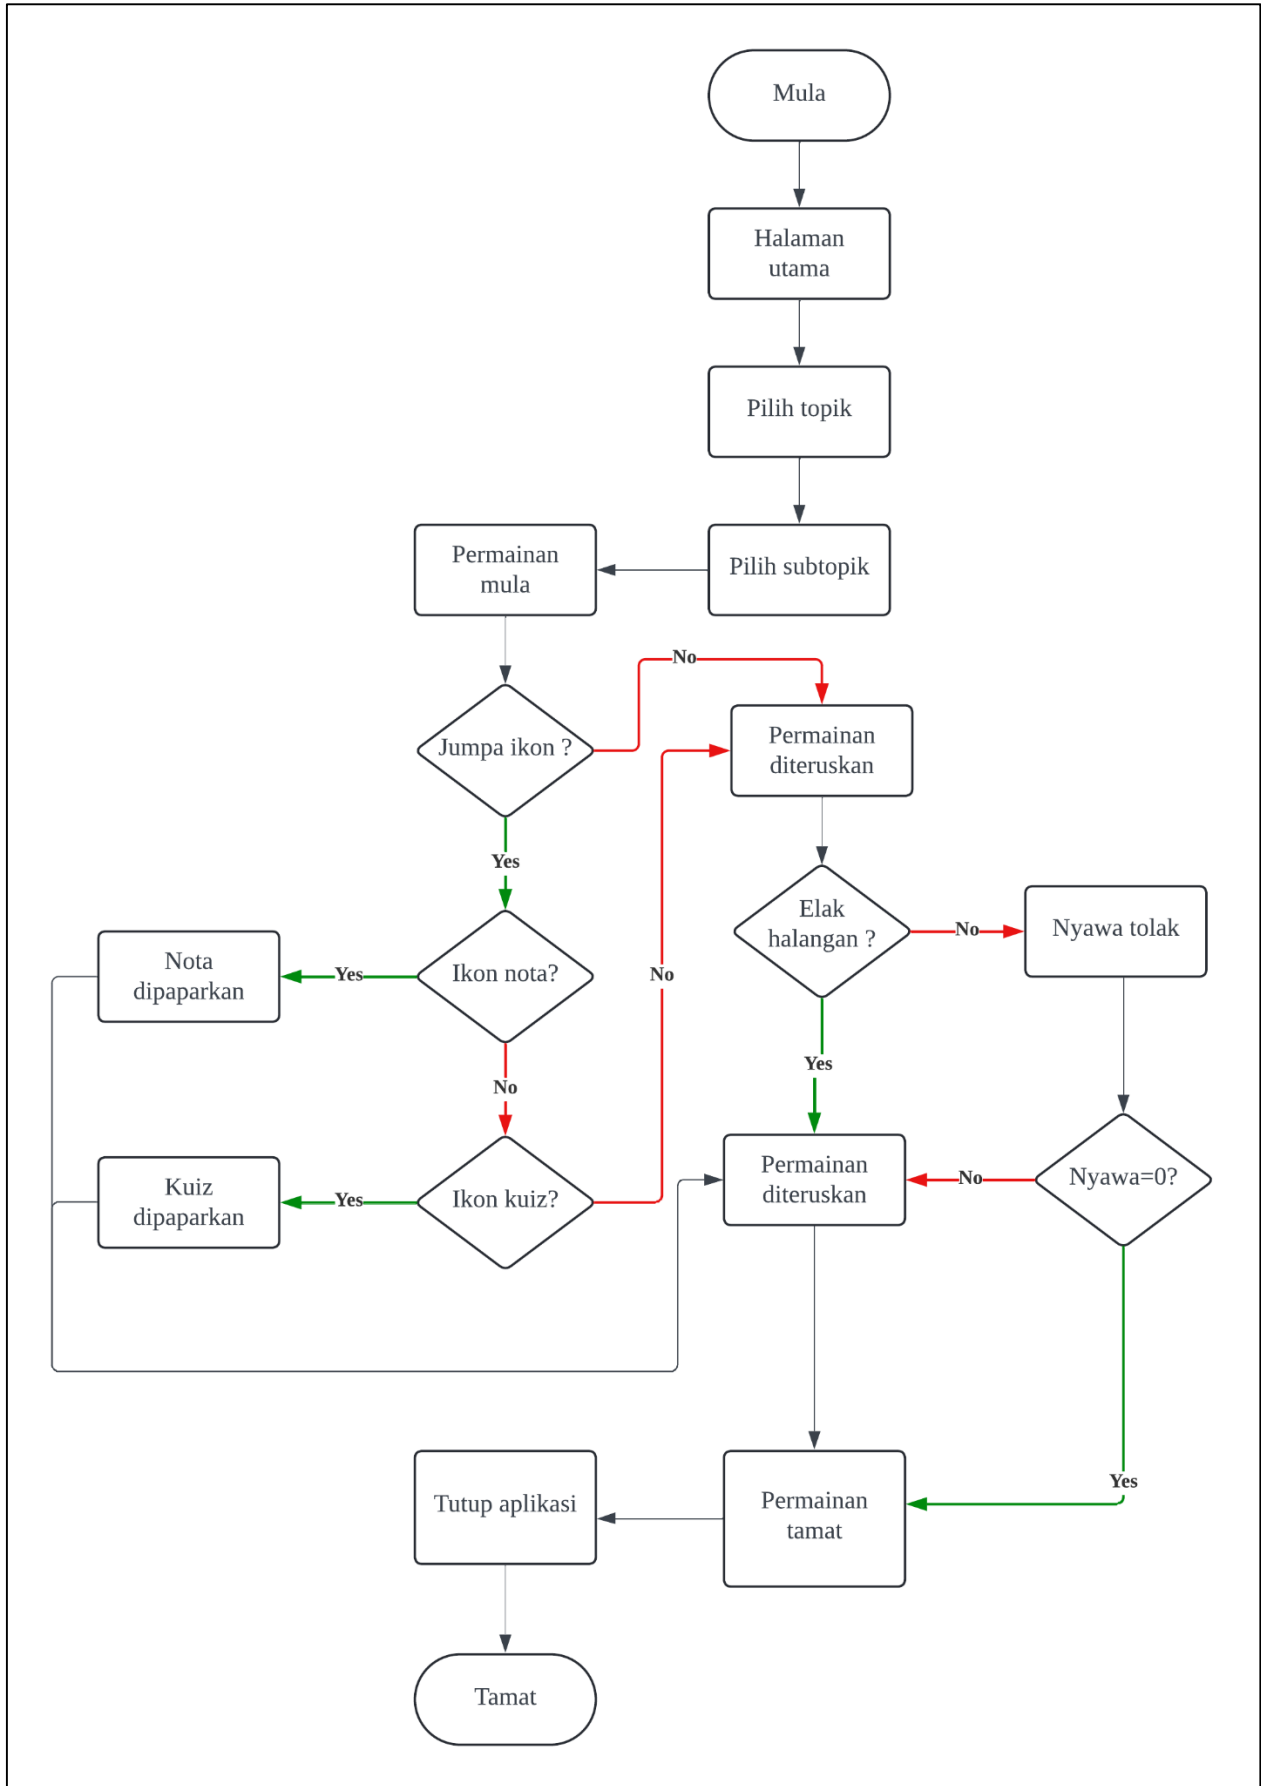 Mula
Halaman
utama
Pilih topik
Pilih subtopik
Permainan
mula
Jumpa ikon ?
No
Permainan
diteruskan
Yes
Elak
halangan ?
No
Nyawa tolak
Ikon nota?
Yes
Nota
dipaparkan
No
No
Yes
Ikon kuiz?
Yes
Kuiz
dipaparkan
Permainan
diteruskan
No
Nyawa=0?
Yes
Permainan
tamat
Tutup aplikasi
Tamat